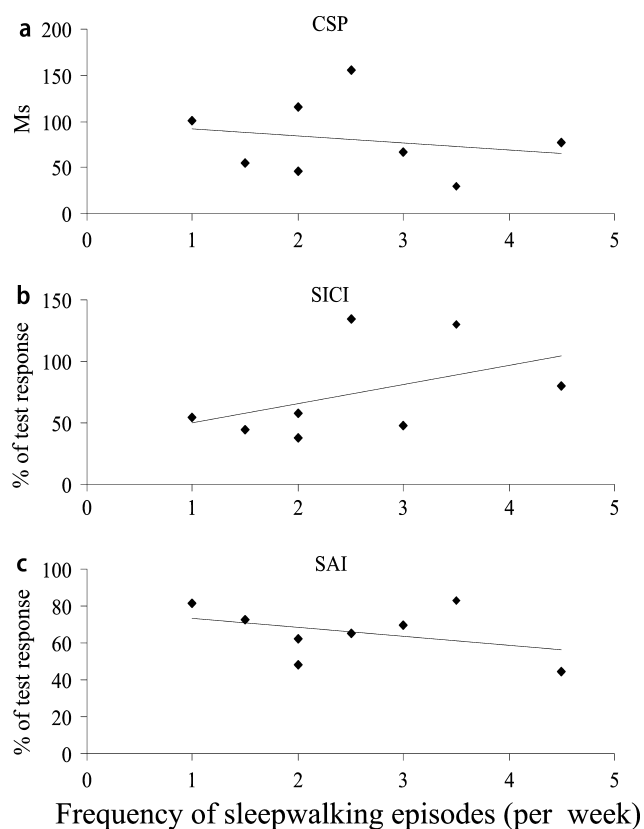 a
CSP
Ms
200
150
100
50
0
0 1 2 3 4 5
b
SICI
% of test response
150
100
50
0
0 1 2 3 4 5
c
SAI
% of test response
100
80
60
40
20
0
0 1 2 3 4 5
Frequency of sleepwalking episodes (per week)